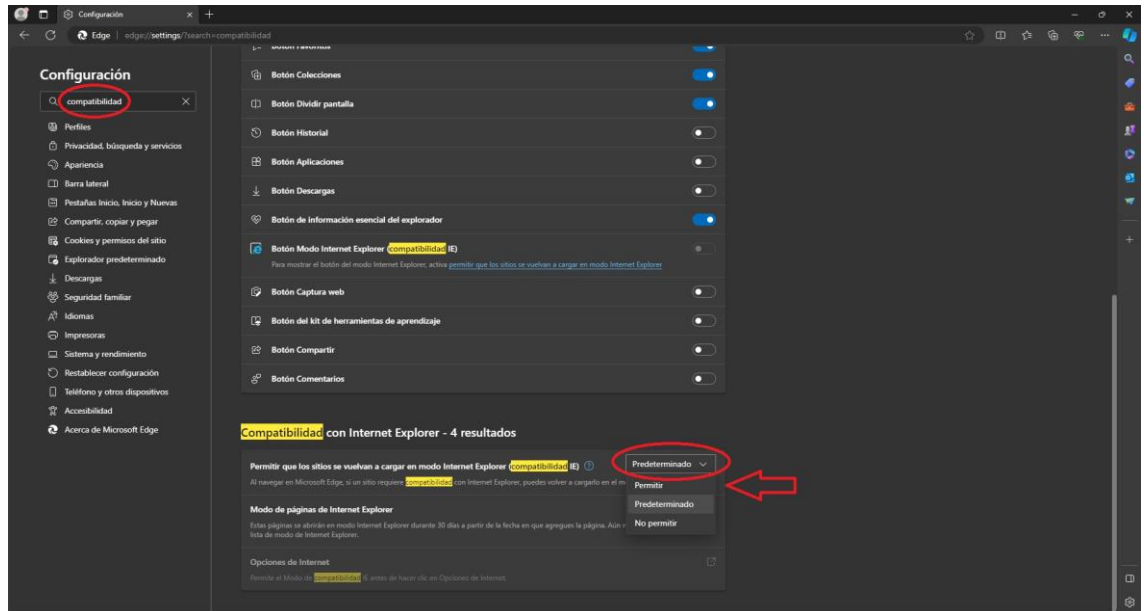 Configuración
Edge
edge://settings/?search=compatibilidad
Configuración
compatibilidad
Perfiles
Privacidad, búsqueda y servicios
Apariencia
Barra lateral
Pestañas Inicio, Inicio y Nuevas
Compartir, copiar y pegar
Cookies y permisos del sitio
Explorador predeterminado
Descargas
Seguridad familiar
Idiomas
Impresoras
Sistema y rendimiento
Restablecer configuración
Teléfono y otros dispositivos
Accesibilidad
Acerca de Microsoft Edge
Botón Favoritos
Botón Colecciones
Botón Dividir pantalla
Botón Historial
Botón Aplicaciones
Botón Descargas
Botón de información esencial del explorador
Botón Modo Internet Explorer (compatibilidad IE)
Para mostrar el botón del modo Internet Explorer, activa permitir que los sitios se vuelvan a cargar en modo Internet Explorer
Botón Captura web
Botón del kit de herramientas de aprendizaje
Botón Compartir
Botón Comentarios
Compatibilidad con Internet Explorer - 4 resultados
Permitir que los sitios se vuelvan a cargar en modo Internet Explorer (compatibilidad IE)
Predeterminado
Al navegar en Microsoft Edge, si un sitio requiere compatibilidad con Internet Explorer, puedes volver a cargarlo en el m
Permitir
Predeterminado
No permitir
Modo de páginas de Internet Explorer
Estas páginas se abrirán en modo Internet Explorer durante 30 días a partir de la fecha en que agregues la página. Aún
lista de modo de Internet Explorer.
Opciones de Internet
Permite el Modo de compatibilidad IE antes de hacer clic en Opciones de Internet.